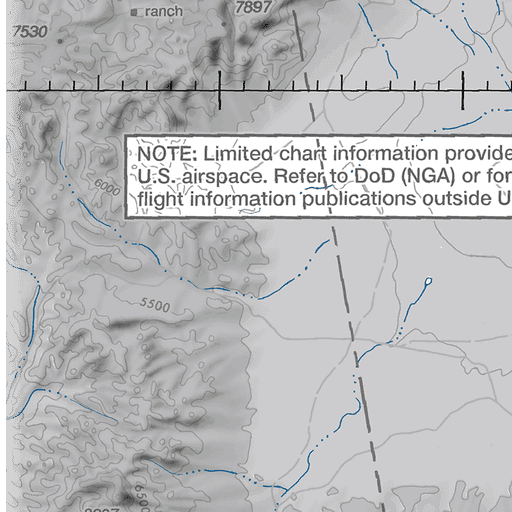 ranch
7897
7530
NOTE: Limited chart information provide
U.S. airspace. Refer to DoD (NGA) or for
flight information publications outside U
6000
5500
6500